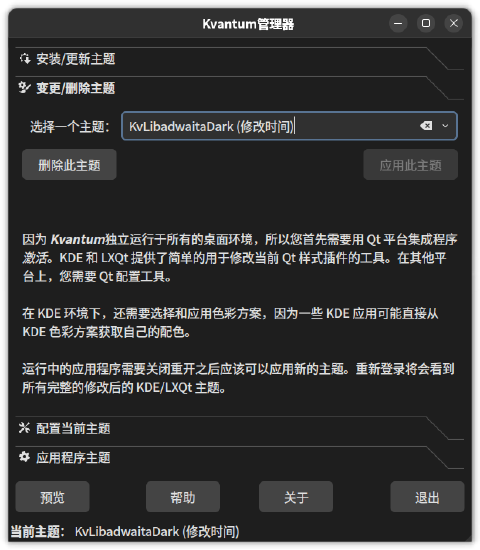 Kvantum管理器
安装/更新主题
变更/删除主题
选择一个主题： KvLibadwaitaDark (修改时间)
删除此主题 应用此主题
因为 Kvantum独立运行于所有的桌面环境，所以您首先需要用 Qt 平台集成程序
激活。KDE 和 LXQt 提供了简单的用于修改当前 Qt 样式插件的工具。在其他平
台上，您需要 Qt 配置工具。
在 KDE 环境下，还需要选择和应用色彩方案，因为一些 KDE 应用可能直接从
KDE 色彩方案获取自己的配色。
运行中的应用程序需要关闭重开之后应该可以应用新的主题。重新登录将会看到
所有完整的修改后的 KDE/LXQt 主题。
配置当前主题
应用程序主题
预览 帮助 关于 退出
当前主题： KvLibadwaitaDark (修改时间)